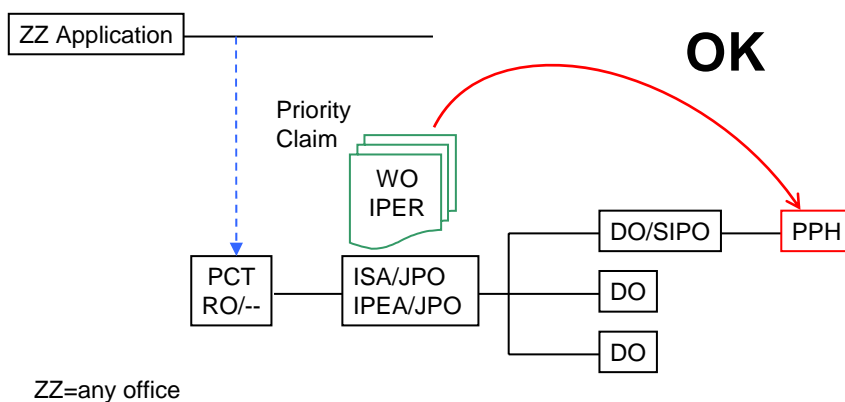 ZZ Application
OK
Priority
Claim
WO
IPER
DO/SIPO
PPH
PCT
RO/--
ISA/JPO
IPEA/JPO
DO
DO
ZZ=any office